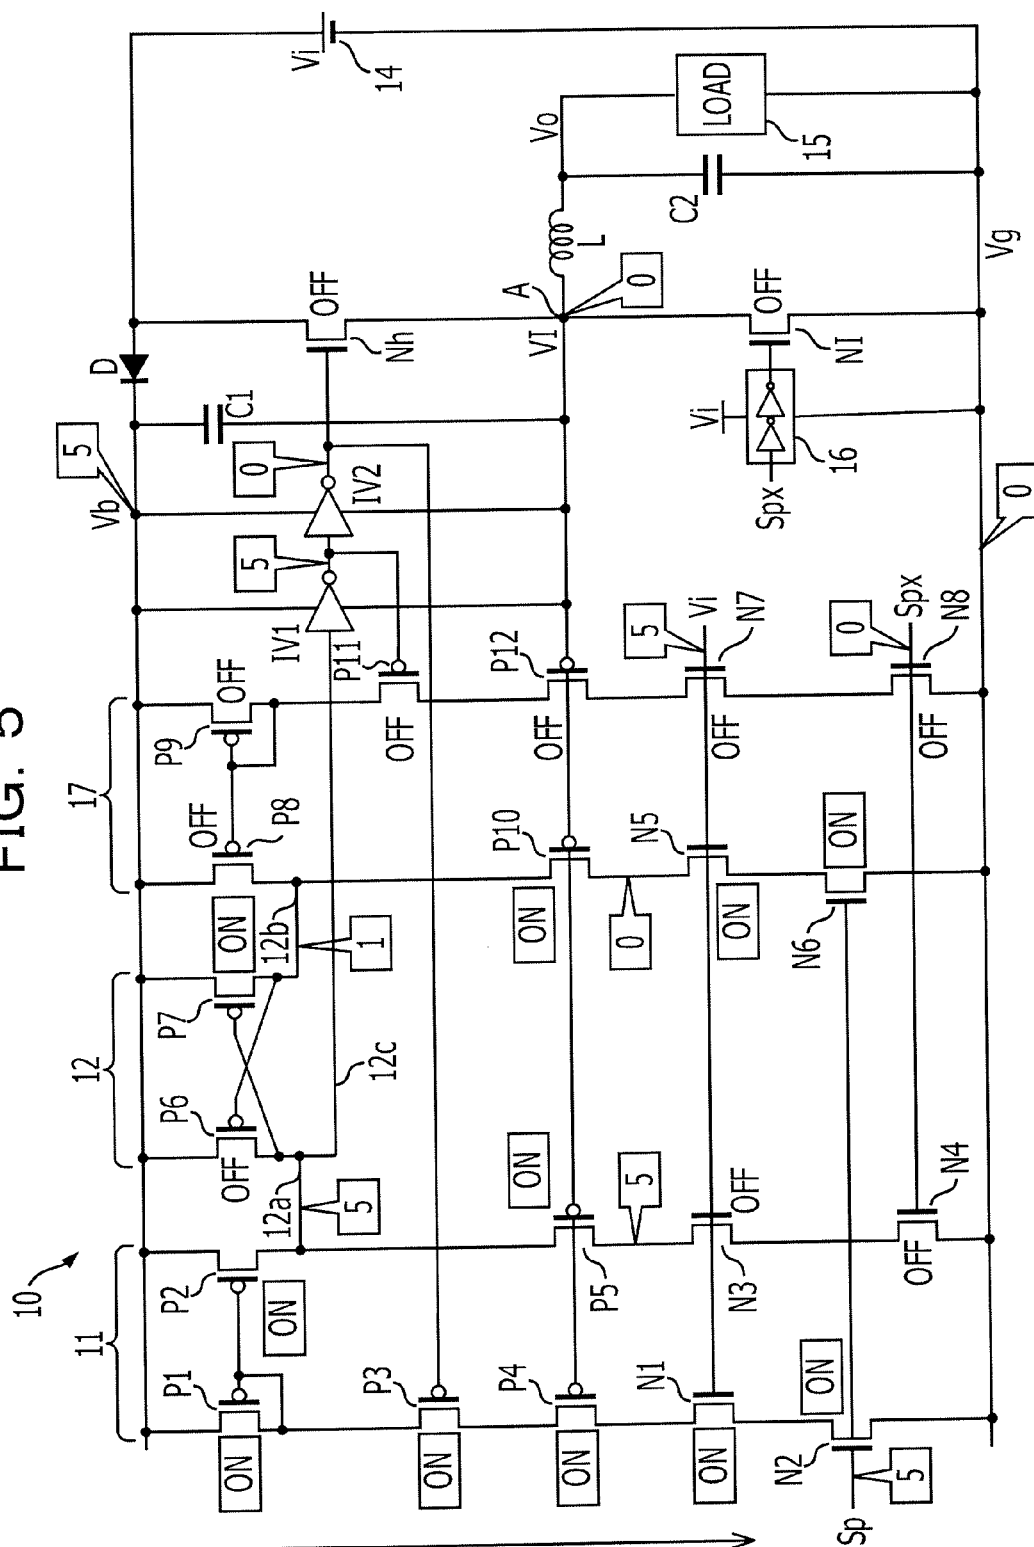 FIG. 5
10
11
12
17
Vb
5
D
Vi
14
P1
ON
P2
ON
P6
OFF
P7
ON
P8
OFF
P9
OFF
C1
OFF
Nh
12a
5
12b
1
12c
IV1
5
IV2
0
P3
ON
P11
OFF
A
VI
0
L
Vo
C2
LOAD
15
P4
ON
P5
ON
P10
ON
P12
OFF
5
0
N1
ON
N3
OFF
N5
ON
5
Vi
N7
OFF
Vi
Spx
16
OFF
NI
Sp
5
N2
ON
N6
ON
N4
OFF
0
Spx
N8
OFF
0
Vg